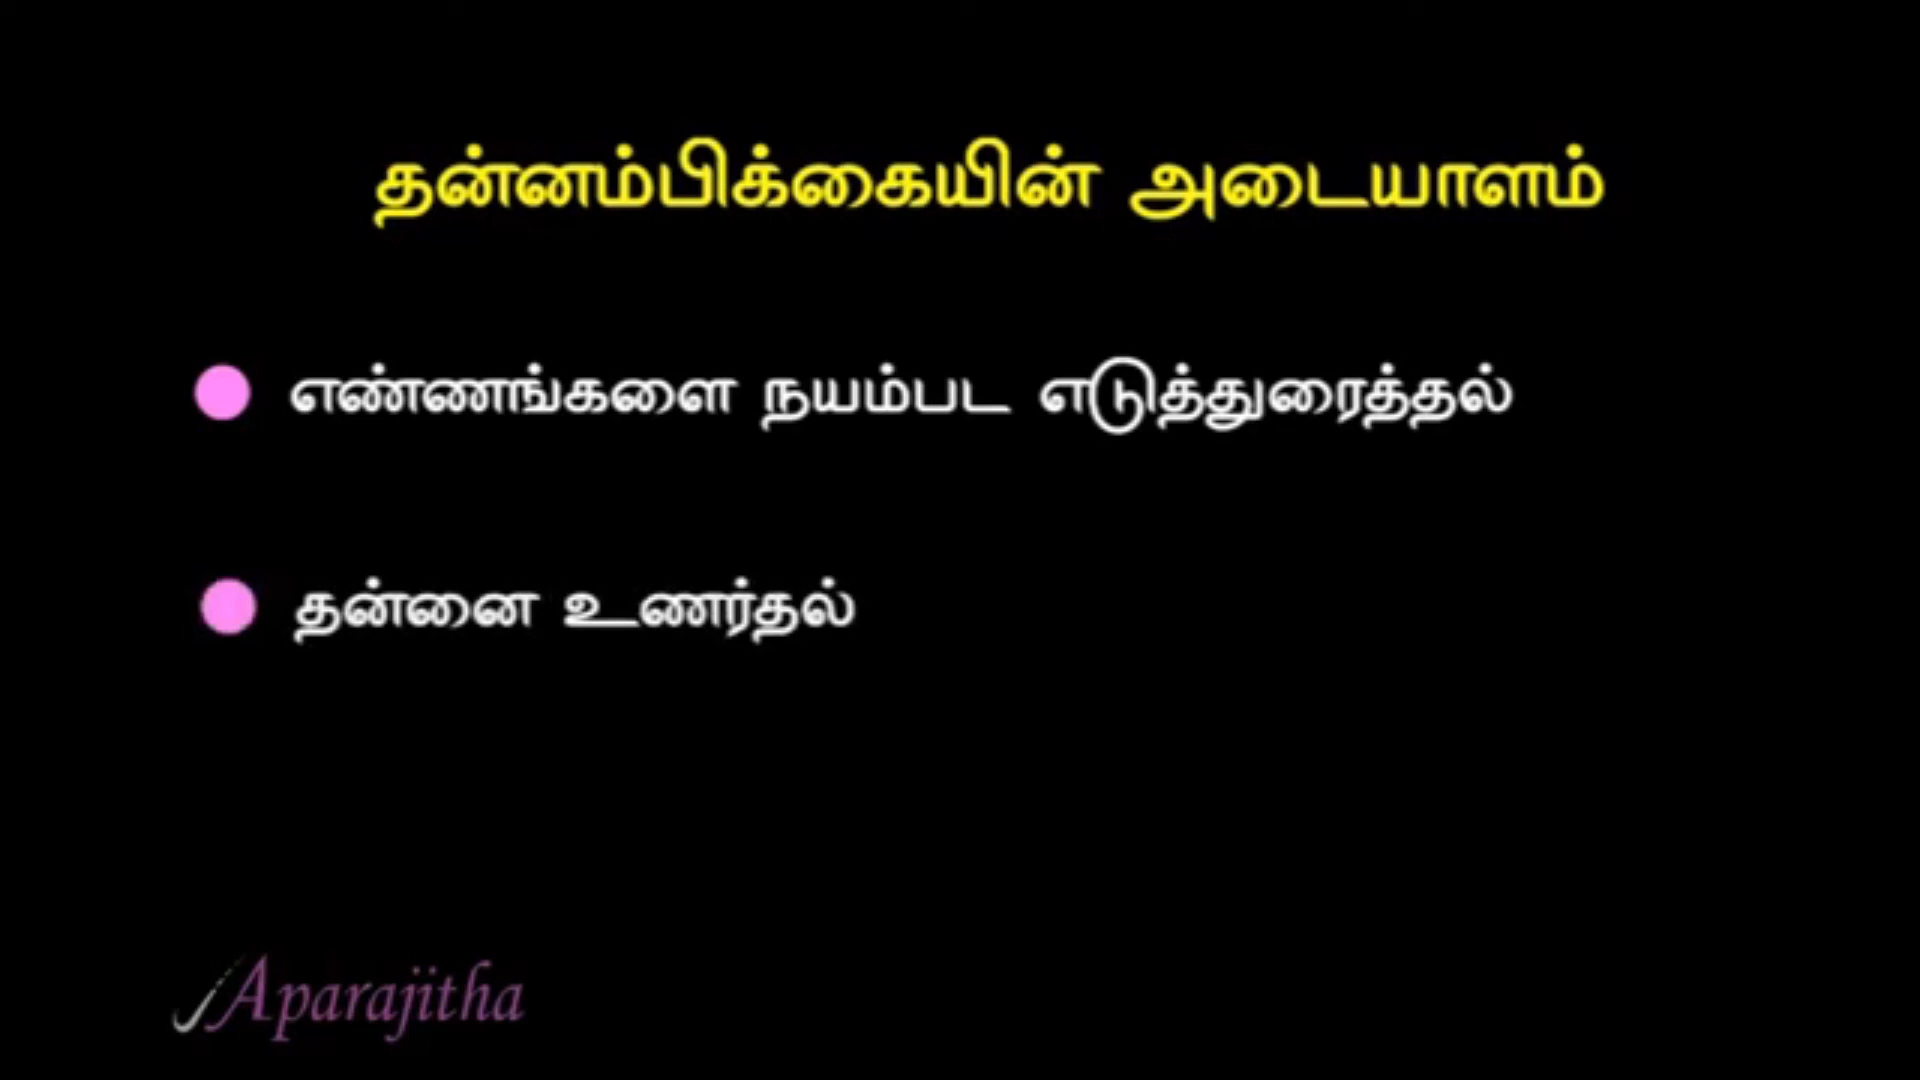 தன்னம்பிக்கையின் அடையாளம்
எண்ணங்களை நயம்பட எடுத்துரைத்தல்
தன்னை உணர்தல்
Aparajitha